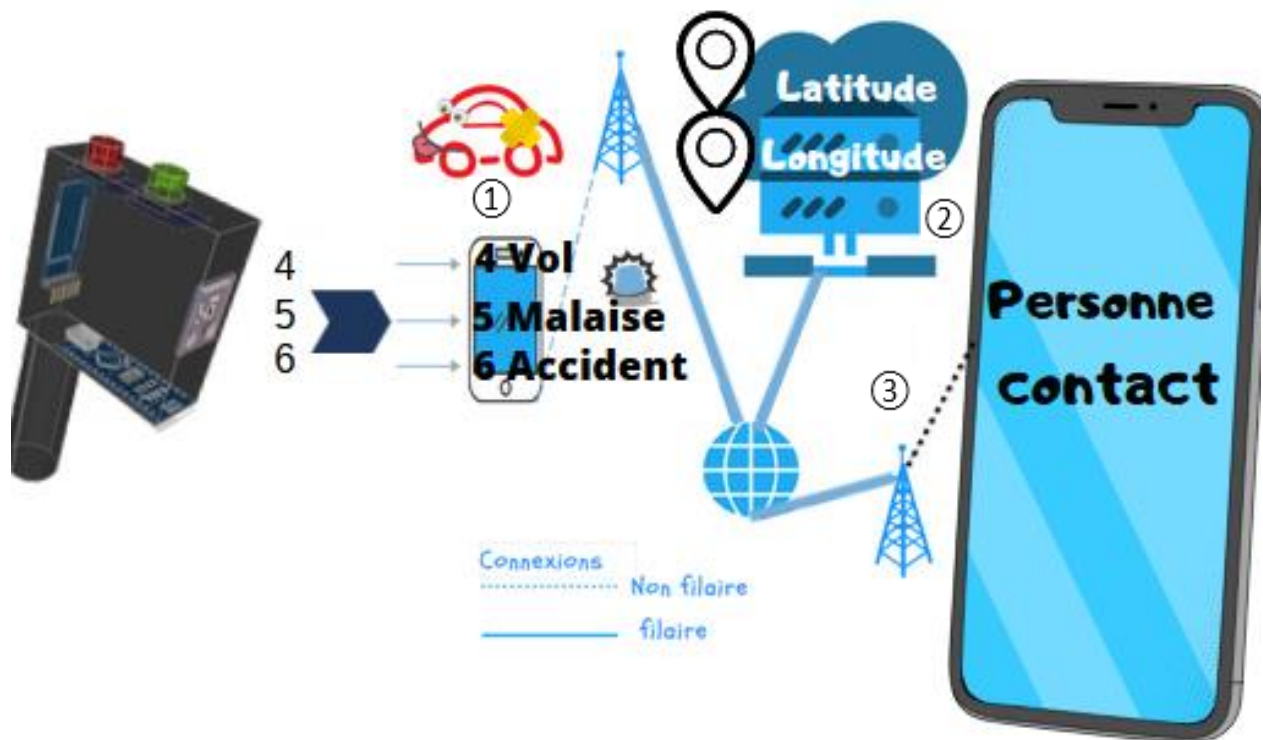 Latitude
Longitude
①
②
4
5
6
4 Vol
5 Malaise
6 Accident
Personne
contact
③
Connexions
Non filaire
filaire